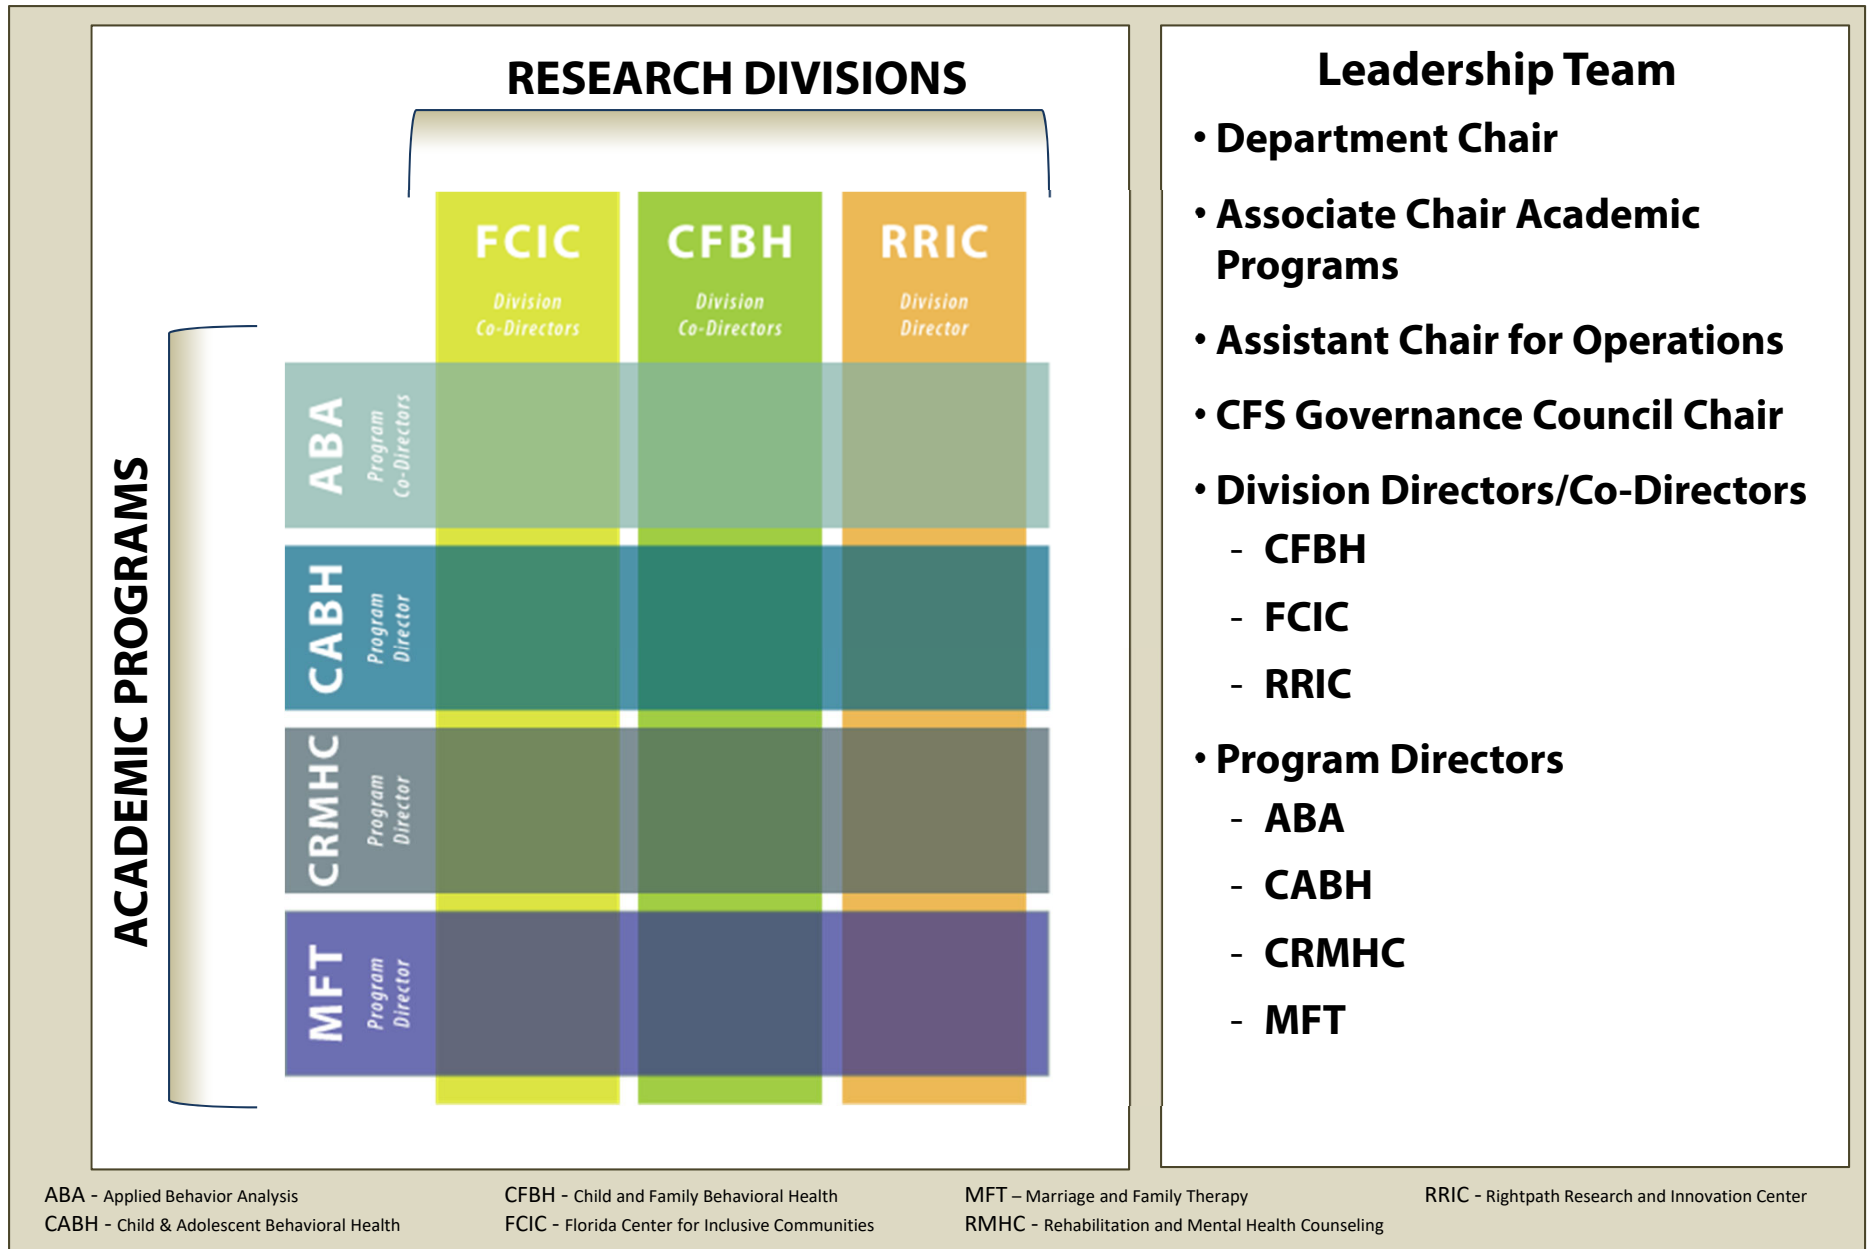 RESEARCH DIVISIONS
FCIC
Division
Co-Directors
CFBH
Division
Co-Directors
RRIC
Division
Director
ACADEMIC PROGRAMS
ABA
Program
Co-Directors
CABH
Program
Director
CRMHC
Program
Director
MFT
Program
Director
Leadership Team
• Department Chair
• Associate Chair Academic
Programs
• Assistant Chair for Operations
• CFS Governance Council Chair
• Division Directors/Co-Directors
- CFBH
- FCIC
- RRIC
• Program Directors
- ABA
- CABH
- CRMHC
- MFT
ABA - Applied Behavior Analysis
CABH - Child & Adolescent Behavioral Health
CFBH - Child and Family Behavioral Health
FCIC - Florida Center for Inclusive Communities
MFT – Marriage and Family Therapy
RMHC - Rehabilitation and Mental Health Counseling
RRIC - Rightpath Research and Innovation Center